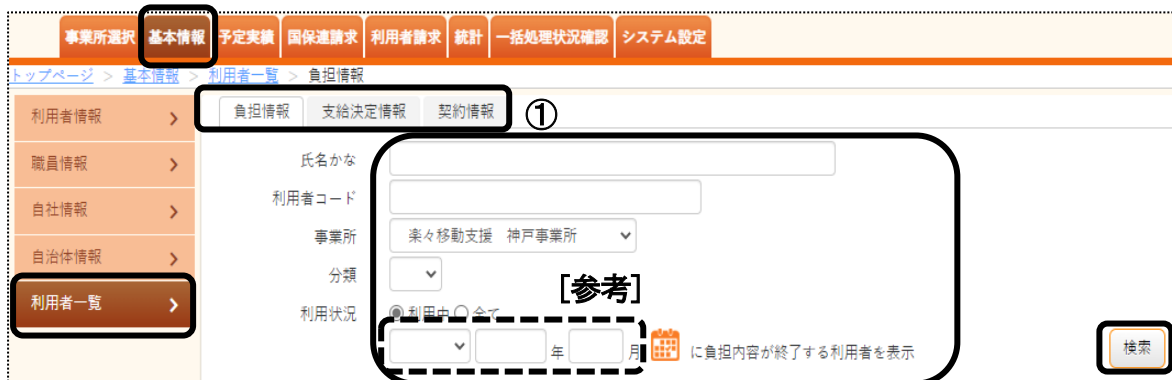 事業所選択 基本情報 予定実績 国保連請求 利用者請求 統計 一括処理状況確認 システム設定
トップページ > 基本情報 > 利用者一覧 > 負担情報
利用者情報
職員情報
自社情報
自治体情報
利用者一覧
負担情報 支給決定情報 契約情報 ①
氏名かな
利用者コード
事業所 楽々移動支援 神戸事業所
分類
[参考]
利用状況 利用中 全て
年 月 に負担内容が終了する利用者を表示
検索